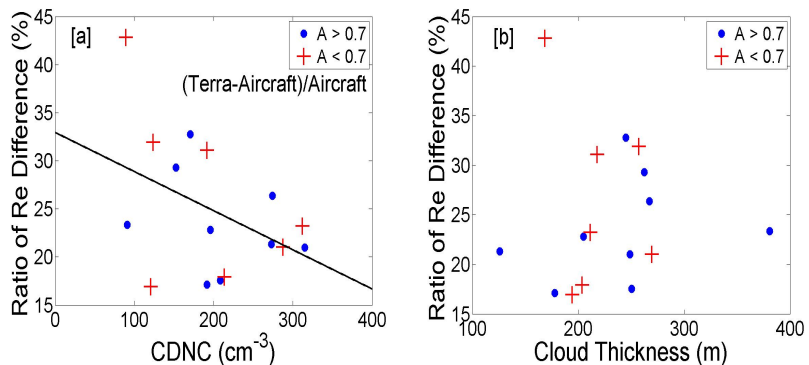 [a]
A > 0.7
A < 0.7
(Terra-Aircraft)/Aircraft
Ratio of Re Difference (%)
45
40
35
30
25
20
15
0
100
200
300
400
CDNC (cm⁻³)
[b]
A > 0.7
A < 0.7
Ratio of Re Difference (%)
45
40
35
30
25
20
15
100
200
300
400
Cloud Thickness (m)